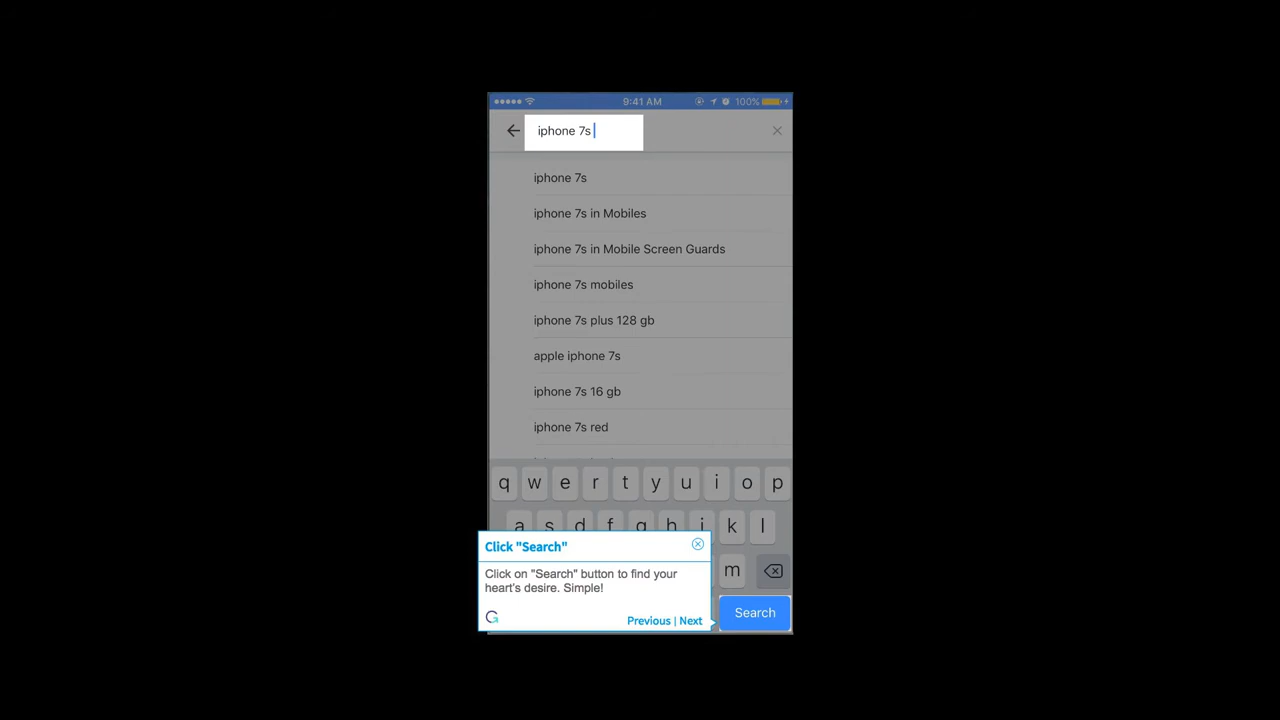 9:41 AM 100%
iphone 7s
iphone 7s
iphone 7s in Mobiles
iphone 7s in Mobile Screen Guards
iphone 7s mobiles
iphone 7s plus 128 gb
apple iphone 7s
iphone 7s 16 gb
iphone 7s red
q w e r t y u i o p
a s d f g h j k l
Click "Search"
m
Click on "Search" button to find your
heart's desire. Simple!
Previous | Next
Search